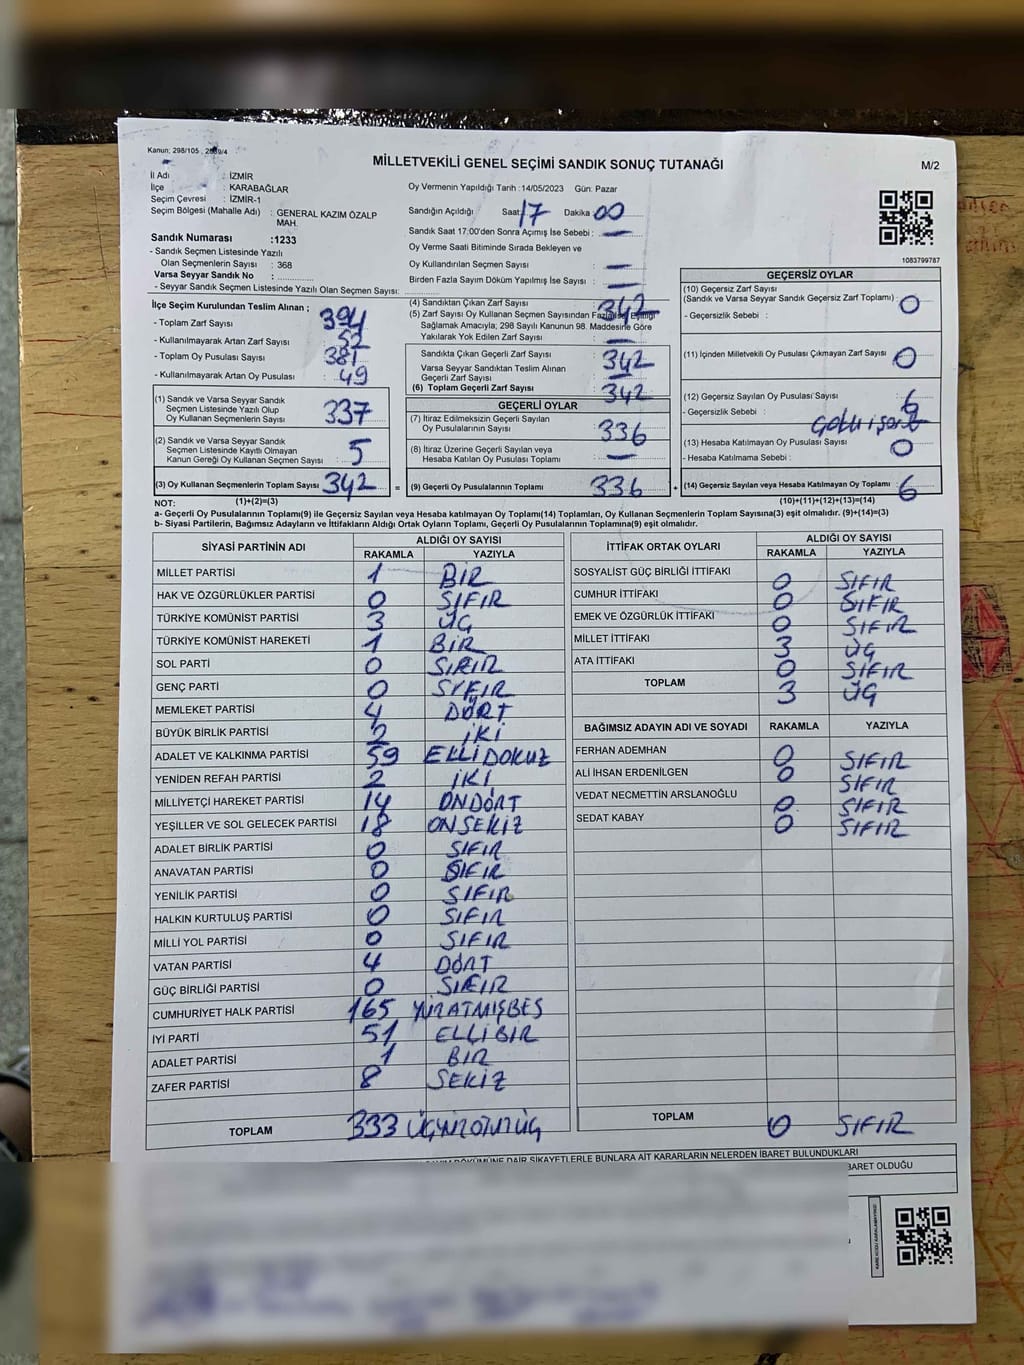 Kanun: 298/105
MİLLETVEKİLİ GENEL SEÇİMİ SANDIK SONUÇ TUTANAĞI
M/2
İl Adı : İZMİR
İlçe : KARABAĞLAR
Seçim Çevresi : İZMİR-1
Seçim Bölgesi (Mahalle Adı) : GENERAL KAZIM ÖZALP MAH.
Sandık Numarası :1233
- Sandık Seçmen Listesinde Yazılı
Olan Seçmenlerin Sayısı : 368
Varsa Seyyar Sandık No :
- Seyyar Sandık Seçmen Listesinde Yazılı Olan Seçmen Sayısı:
Oy Vermenin Yapıldığı Tarih :14/05/2023 Gün: Pazar
Sandığın Açıldığı Saat 17 Dakika 00
Sandık Saat 17.00'den Sonra Açımış İse Sebebi : —
Oy Verme Saati Bitiminde Sırada Bekleyen ve
Oy Kullandırılan Seçmen Sayısı : —
Birden Fazla Sayım Döküm Yapılmış İse Sayısı : —
1083799787
İlçe Seçim Kurulundan Teslim Alınan ;
- Toplam Zarf Sayısı : 394
- Kullanılmayarak Artan Zarf Sayısı : 52
- Toplam Oy Pusulası Sayısı : 381
- Kullanılmayarak Artan Oy Pusulası : 49
(1) Sandık ve Varsa Seyyar Sandık
Seçmen Listesinde Yazılı Olup
Oy Kullanan Seçmenlerin Sayısı : 337
(2) Sandık ve Varsa Seyyar Sandık
Seçmen Listesinde Kayıtlı Olmayan
Kanun Gereği Oy Kullanan Seçmen Sayısı : 5
(3) Oy Kullanan Seçmenlerin Toplam Sayısı : 342
(1)+(2)=(3)
(4) Sandıktan Çıkan Zarf Sayısı : 342
(5) Zarf Sayısı Oy Kullanan Seçmen Sayısından Fazla İse Eşitliği
Sağlamak Amacıyla; 298 Sayılı Kanunun 98. Maddesine Göre
Yakılarak Yok Edilen Zarf Sayısı : —
Sandıkta Çıkan Geçerli Zarf Sayısı : 342
Varsa Seyyar Sandıktan Teslim Alınan
Geçerli Zarf Sayısı : —
(6) Toplam Geçerli Zarf Sayısı : 342
GEÇERLİ OYLAR
(7) İtiraz Edilmeksizin Geçerli Sayılan
Oy Pusulalarının Sayısı : 336
(8) İtiraz Üzerine Geçerli Sayılan veya
Hesaba Katılan Oy Pusulası Toplamı : —
= (9) Geçerli Oy Pusulalarının Toplamı : 336
GEÇERSİZ OYLAR
(10) Geçersiz Zarf Sayısı
(Sandık ve Varsa Seyyar Sandık Geçersiz Zarf Toplamı) : 0
- Geçersizlik Sebebi :
(11) İçinden Milletvekili Oy Pusulası Çıkmayan Zarf Sayısı : 0
(12) Geçersiz Sayılan Oy Pusulası Sayısı : 6
- Geçersizlik Sebebi :
(13) Hesaba Katılmayan Oy Pusulası Sayısı : 0
- Hesaba Katılmama Sebebi :
+ (14) Geçersiz Sayılan veya Hesaba Katılmayan Oy Toplamı : 6
(10)+(11)+(12)+(13)=(14)
NOT:
a- Geçerli Oy Pusulalarının Toplamı(9) ile Geçersiz Sayılan veya Hesaba katılmayan Oy Pusulası Toplamı(14) Toplamları, Oy Kullanan Seçmenlerin Toplam Sayısına(3) eşit olmalıdır. (9)+(14)=(3)
b- Siyasi Partilerin, Bağımsız Adayların ve İttifakların Aldığı Ortak Oyların Toplamı, Geçerli Oy Pusulalarının Toplamına(9) eşit olmalıdır.
SİYASİ PARTİNİN ADI ALDIĞI OY SAYISI
RAKAMLA YAZIYLA
MİLLET PARTİSİ 1 BİR
HAK VE ÖZGÜRLÜKLER PARTİSİ 0 SIFIR
TÜRKİYE KOMÜNİST PARTİSİ 3 ÜÇ
TÜRKİYE KOMÜNİST HAREKETİ 1 BİR
SOL PARTİ 0 SIFIR
GENÇ PARTİ 0 SIFIR
MEMLEKET PARTİSİ 4 DÖRT
BÜYÜK BİRLİK PARTİSİ 2 İKİ
ADALET VE KALKINMA PARTİSİ 59 ELLİDOKUZ
YENİDEN REFAH PARTİSİ 2 İKİ
MİLLİYETÇİ HAREKET PARTİSİ 14 ONDÖRT
YEŞİLLER VE SOL GELECEK PARTİSİ 18 ONSEKİZ
ADALET BİRLİK PARTİSİ 0 SIFIR
ANAVATAN PARTİSİ 0 SIFIR
YENİLİK PARTİSİ 0 SIFIR
HALKIN KURTULUŞ PARTİSİ 0 SIFIR
MİLLİ YOL PARTİSİ 0 SIFIR
VATAN PARTİSİ 4 DÖRT
GÜÇ BİRLİĞİ PARTİSİ 0 SIFIR
CUMHURİYET HALK PARTİSİ 165 YÜZATMIŞBEŞ
İYİ PARTİ 51 ELLİBİR
ADALET PARTİSİ 1 BİR
ZAFER PARTİSİ 8 SEKİZ
TOPLAM 333 ÜÇYÜZOTUZÜÇ
İTTİFAK ORTAK OYLARI ALDIĞI OY SAYISI
RAKAMLA YAZIYLA
SOSYALİST GÜÇ BİRLİĞİ İTTİFAKI 0 SIFIR
CUMHUR İTTİFAKI 0 SIFIR
EMEK VE ÖZGÜRLÜK İTTİFAKI 0 SIFIR
MİLLET İTTİFAKI 3 ÜÇ
ATA İTTİFAKI 0 SIFIR
TOPLAM 3 ÜÇ
BAĞIMSIZ ADAYIN ADI VE SOYADI RAKAMLA YAZIYLA
FERHAN ADEMHAN 0 SIFIR
ALİ İHSAN ERDENİLGEN 0 SIFIR
VEDAT NECMETTİN ARSLANOĞLU 0 SIFIR
SEDAT KABAY 0 SIFIR
TOPLAM 0 SIFIR
DÖKÜMÜNE DAİR ŞİKAYETLERLE BUNLARA AİT KARARLARIN NELERDEN İBARET BULUNDUKLARI
BARET OLDUĞU